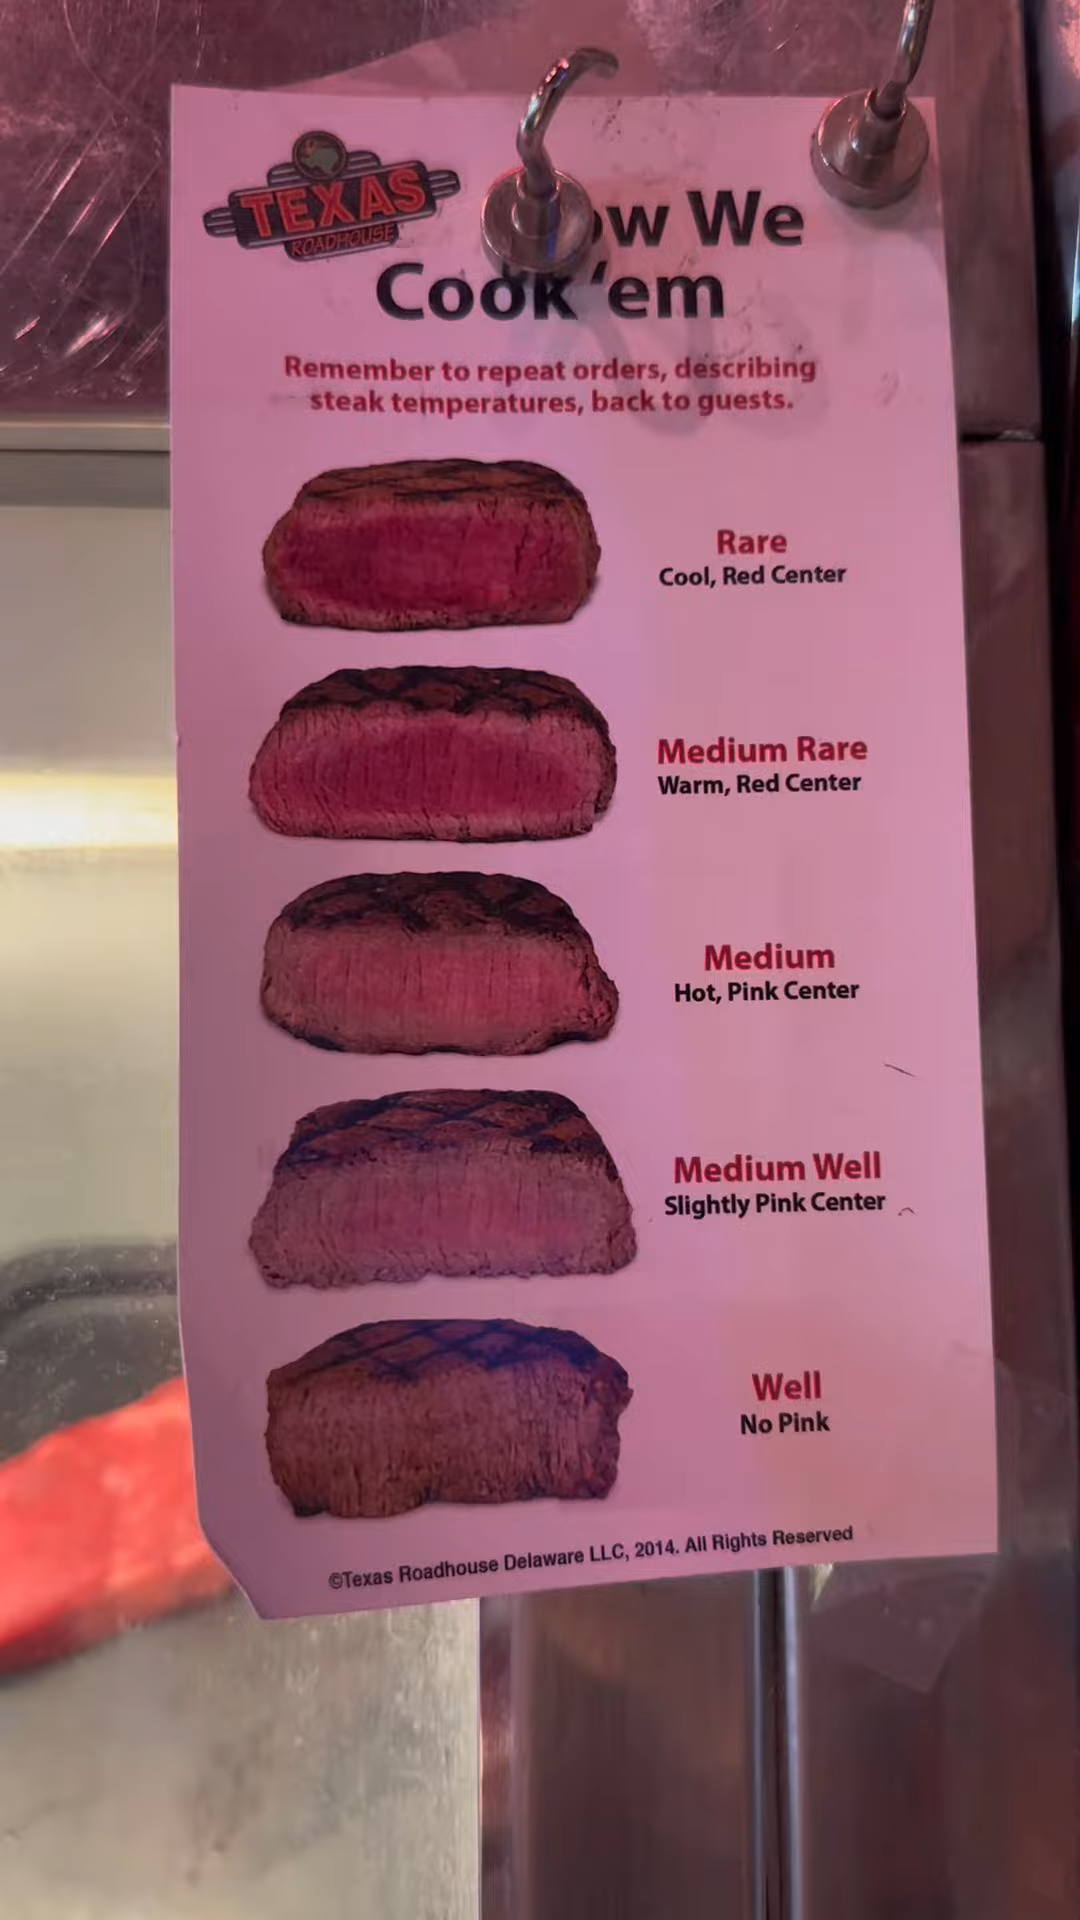 TEXAS
ROADHOUSE
We
Cook 'em
Remember to repeat orders, describing
steak temperatures, back to guests.
Rare
Cool, Red Center
Medium Rare
Warm, Red Center
Medium
Hot, Pink Center
Medium Well
Slightly Pink Center
Well
No Pink
©Texas Roadhouse Delaware LLC, 2014. All Rights Reserved